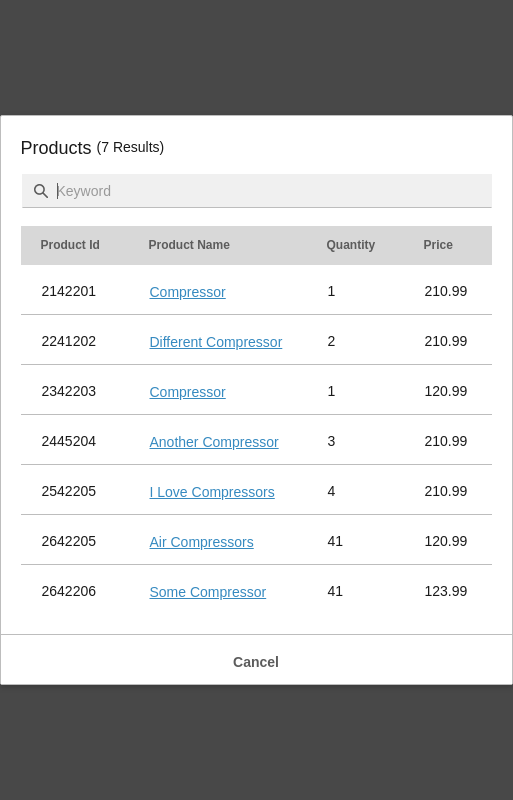 Products (7 Results)
Keyword
Product Id Product Name Quantity Price
2142201 Compressor 1 210.99
2241202 Different Compressor 2 210.99
2342203 Compressor 1 120.99
2445204 Another Compressor 3 210.99
2542205 I Love Compressors 4 210.99
2642205 Air Compressors 41 120.99
2642206 Some Compressor 41 123.99
Cancel